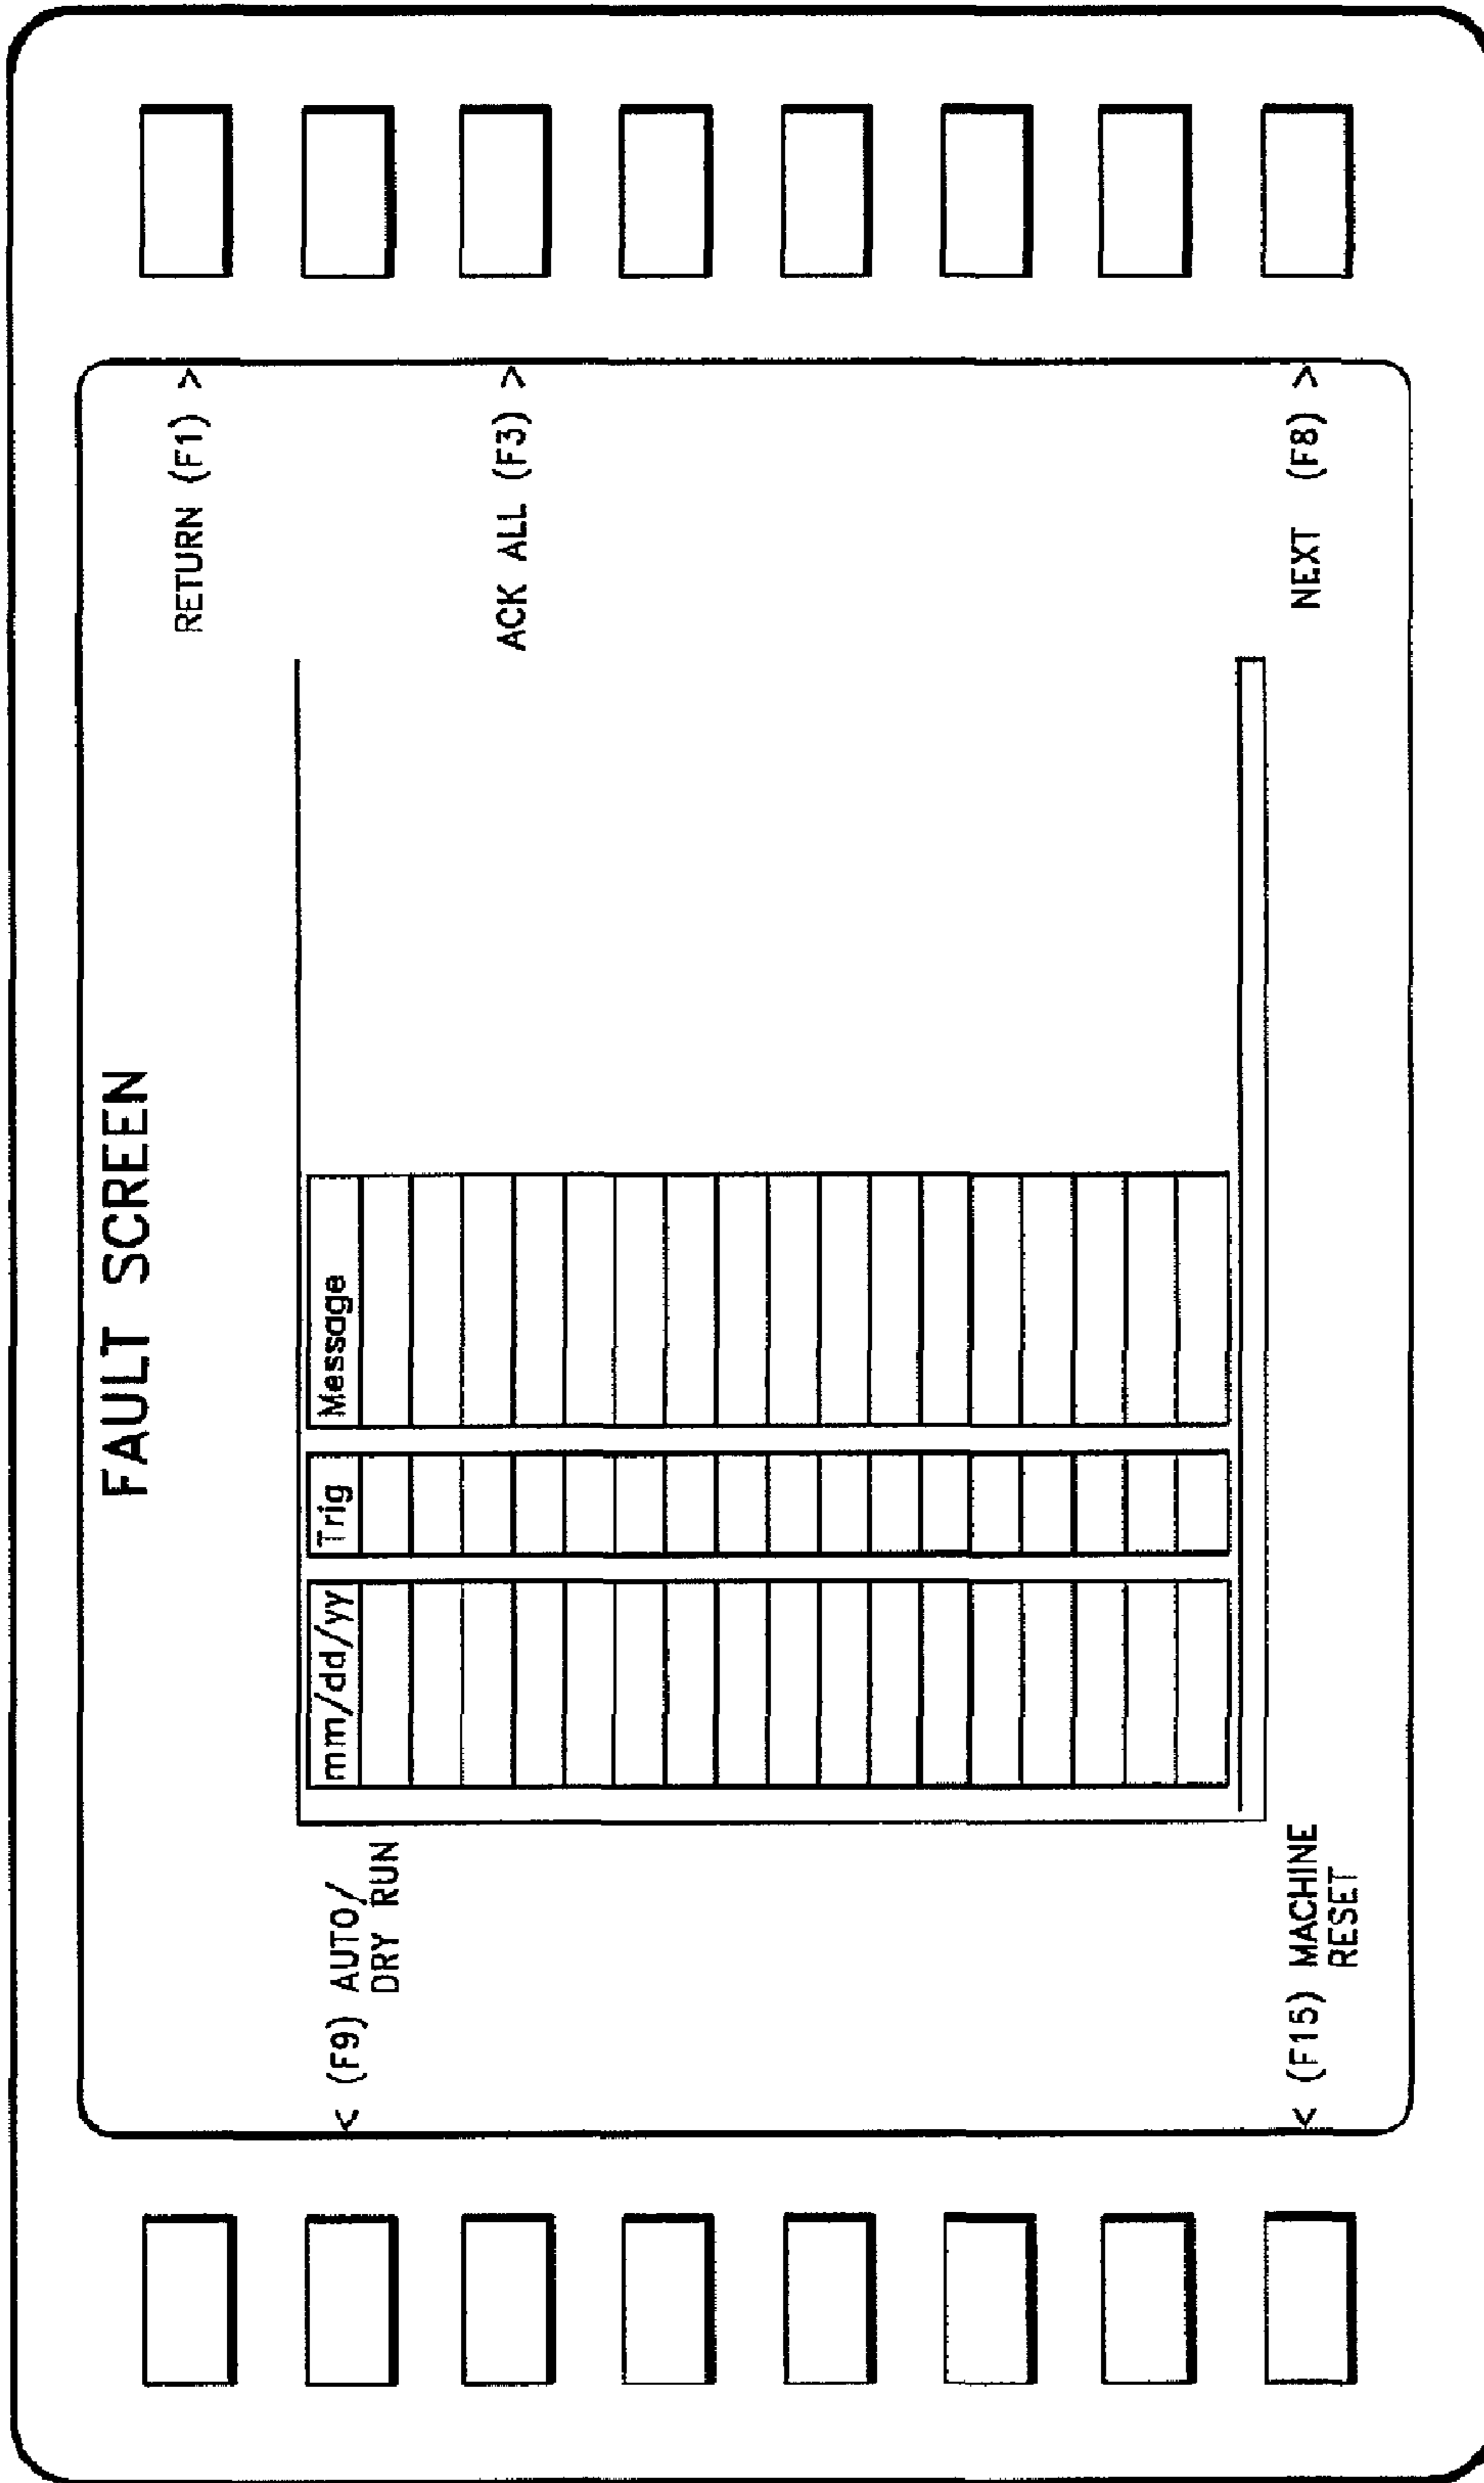 FAULT SCREEN
RETURN (F1) >
< (F9) AUTO/
DRY RUN
mm/dd/yy Trig Message
ACK ALL (F3) >
< (F15) MACHINE
RESET
NEXT (F8) >